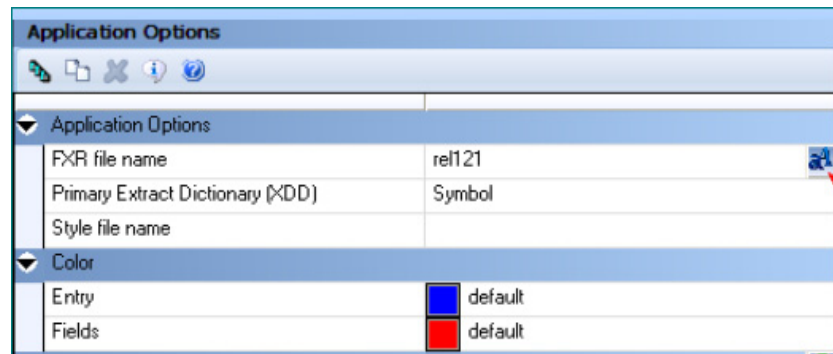 Application Options
Application Options
FXR file name rel121
Primary Extract Dictionary (XDD) Symbol
Style file name
Color
Entry default
Fields default